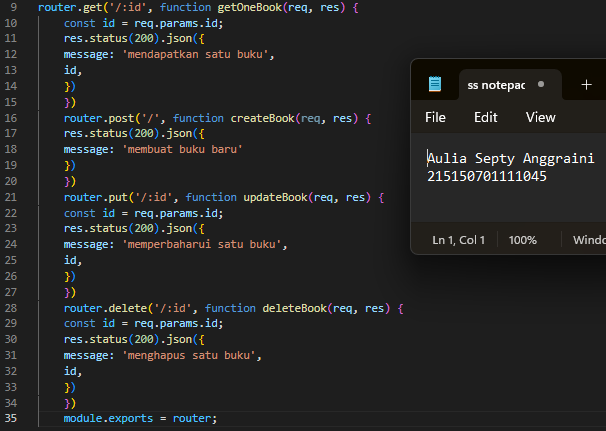 9 router.get('/:id', function getOneBook(req, res) {
10 const id = req.params.id;
11 res.status(200).json({
12 message: 'mendapatkan satu buku',
13 id,
14 })
15 })
16 router.post('/', function createBook(req, res) {
17 res.status(200).json({
18 message: 'membuat buku baru'
19 })
20 })
21 router.put('/:id', function updateBook(req, res) {
22 const id = req.params.id;
23 res.status(200).json({
24 message: 'memperbaharui satu buku',
25 id,
26 })
27 })
28 router.delete('/:id', function deleteBook(req, res) {
29 const id = req.params.id;
30 res.status(200).json({
31 message: 'menghapus satu buku',
32 id,
33 })
34 })
35 module.exports = router;
ss notepac
File Edit View
Aulia Septy Anggraini
215150701111045
Ln 1, Col 1 100% Windo